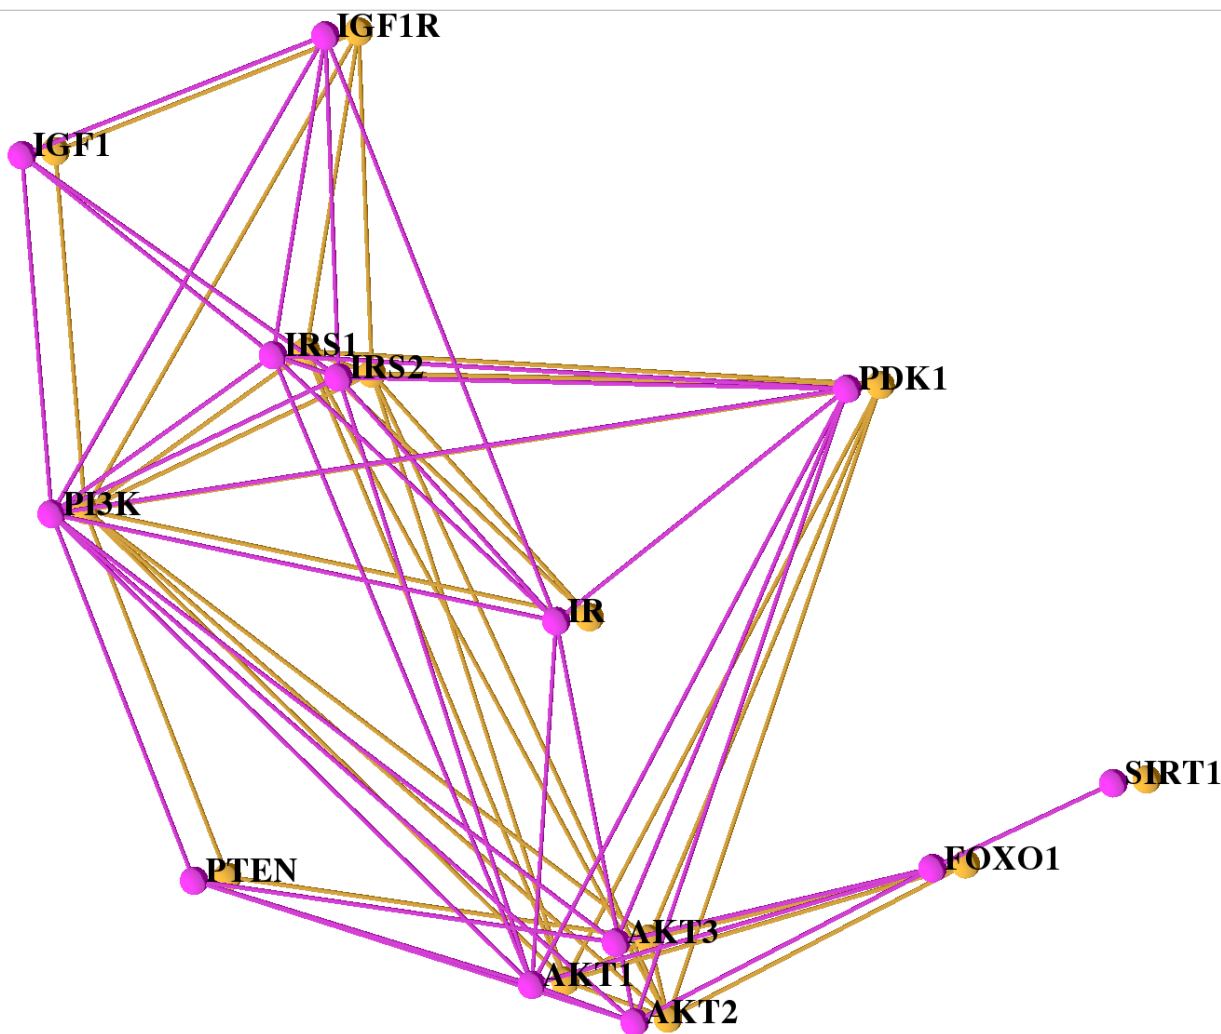 IGF1R
IGF1
IRS1
IRS2
PDK1
PI3K
IR
SIRT1
FOXO1
PTEN
AKT3
AKT1
AKT2